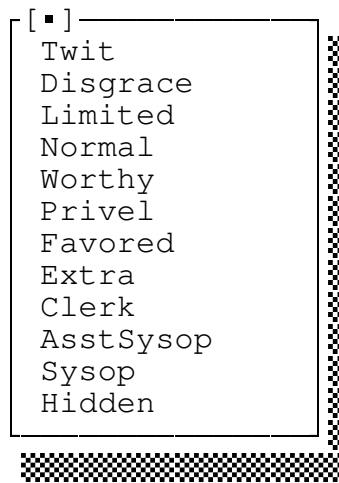 [▪]
Twit
Disgrace
Limited
Normal
Worthy
Privel
Favored
Extra
Clerk
AsstSysop
Sysop
Hidden